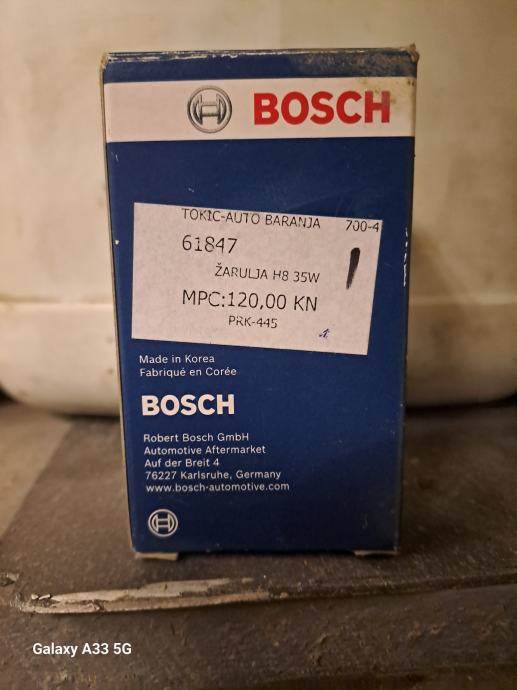 BOSCH
TOKIC-AUTO BARANJA 700-4
61847
ŽARULJA H8 35W
MPC:120,00 KN
PRK-445
Made in Korea
Fabriqué en Corée
BOSCH
Robert Bosch GmbH
Automotive Aftermarket
Auf der Breit 4
76227 Karlsruhe, Germany
www.bosch-automotive.com
Galaxy A33 5G